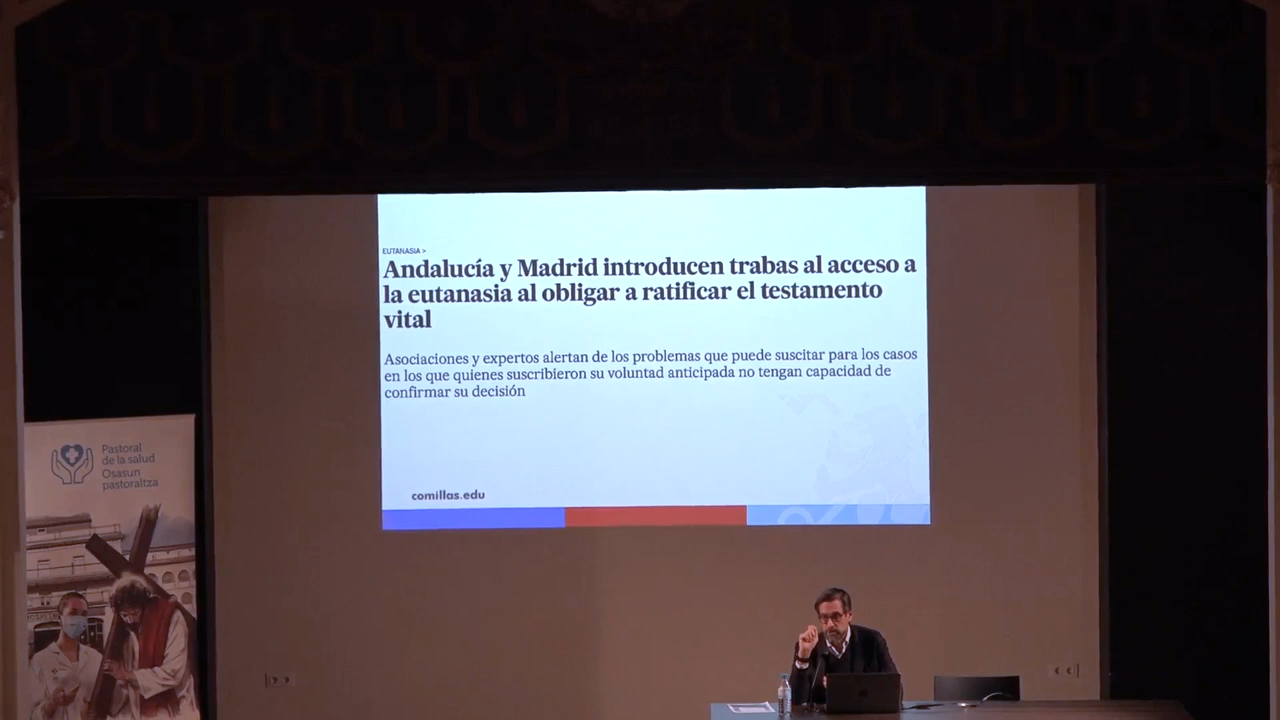 EUTANASIA >
Andalucía y Madrid introducen trabas al acceso a
la eutanasia al obligar a ratificar el testamento
vital
Asociaciones y expertos alertan de los problemas que puede suscitar para los casos
en los que quienes suscribieron su voluntad anticipada no tengan capacidad de
confirmar su decisión
comillas.edu
Pastoral
de la salud
Osasun
pastoraltza